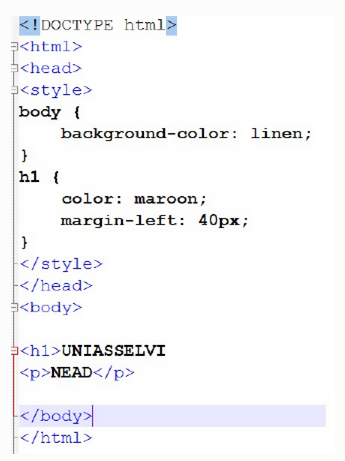 <!DOCTYPE html>
<html>
<head>
<style>
body {
    background-color: linen;
}
h1 {
    color: maroon;
    margin-left: 40px;
}
</style>
</head>
<body>

<h1>UNIASSELVI
<p>NEAD</p>

</body>
</html>